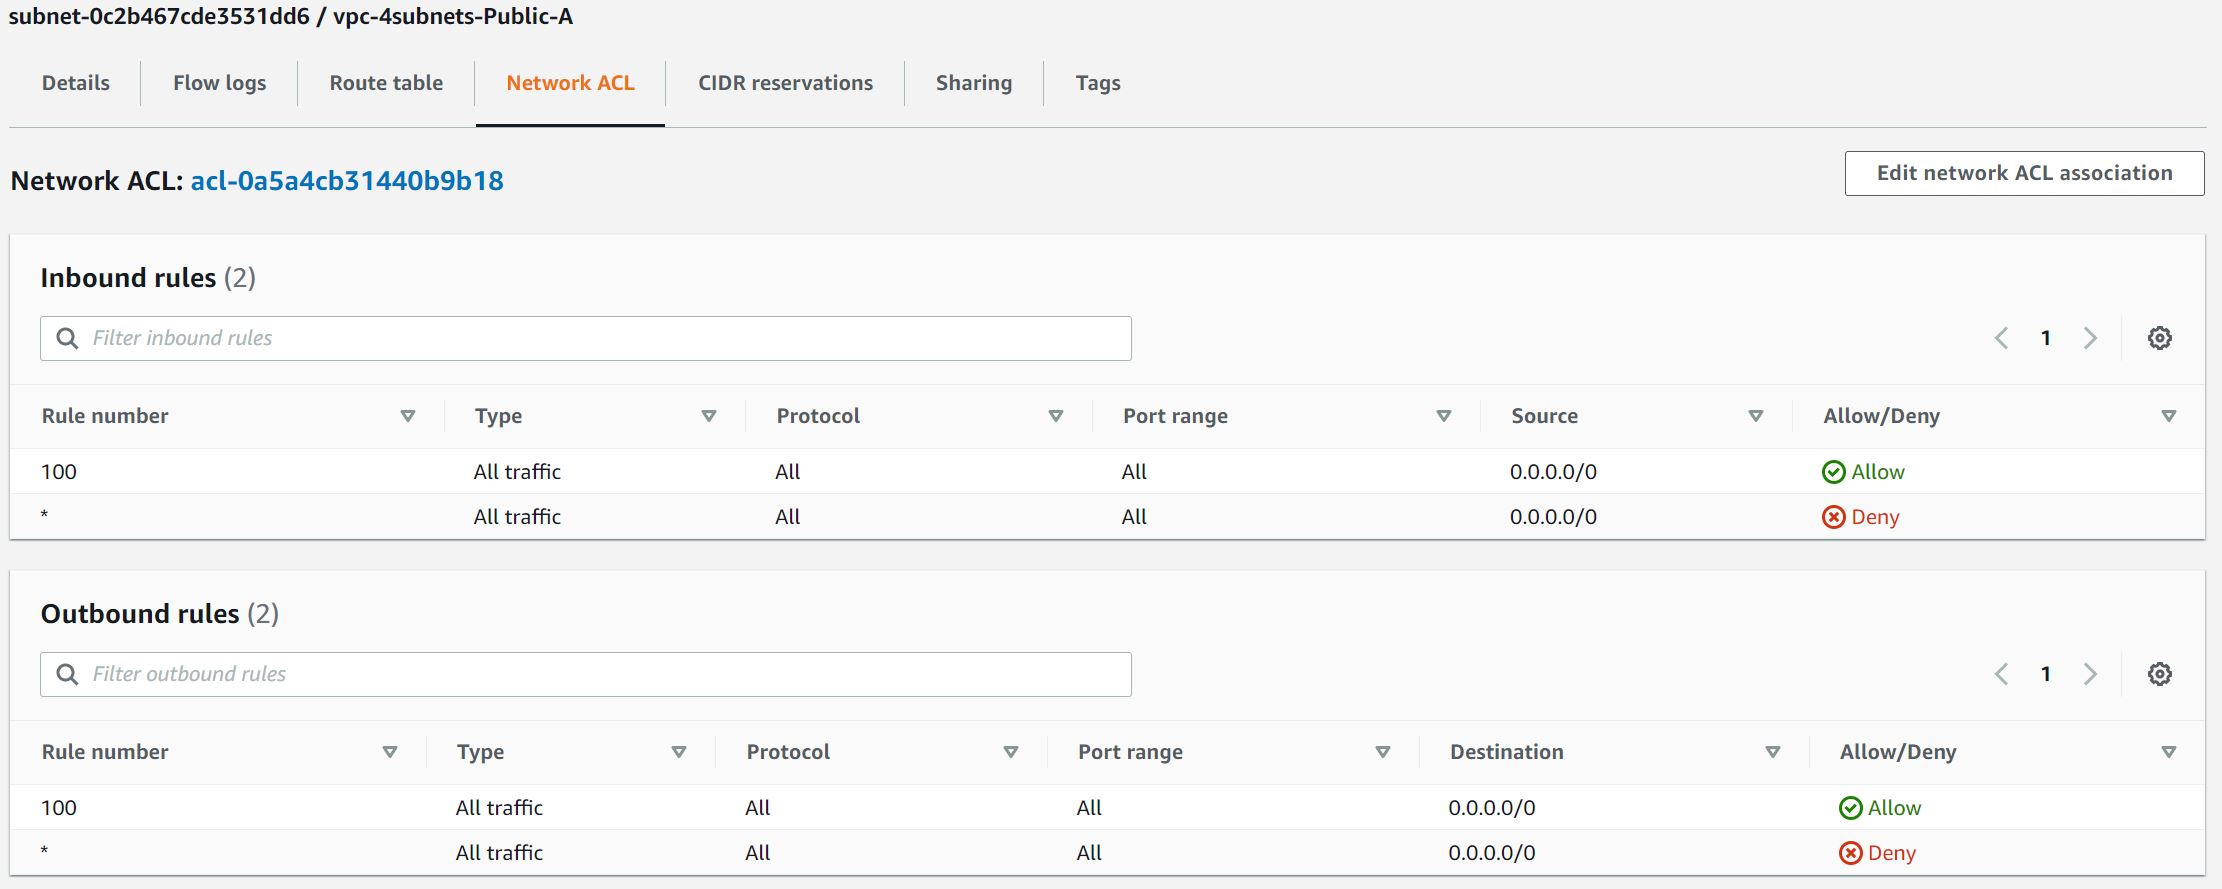 subnet-0c2b467cde3531dd6 / vpc-4subnets-Public-A
Details Flow logs Route table Network ACL CIDR reservations Sharing Tags
Network ACL: acl-0a5a4cb31440b9b18 Edit network ACL association
Inbound rules (2)
Filter inbound rules 1
Rule number Type Protocol Port range Source Allow/Deny
100 All traffic All All 0.0.0.0/0 Allow
* All traffic All All 0.0.0.0/0 Deny
Outbound rules (2)
Filter outbound rules 1
Rule number Type Protocol Port range Destination Allow/Deny
100 All traffic All All 0.0.0.0/0 Allow
* All traffic All All 0.0.0.0/0 Deny